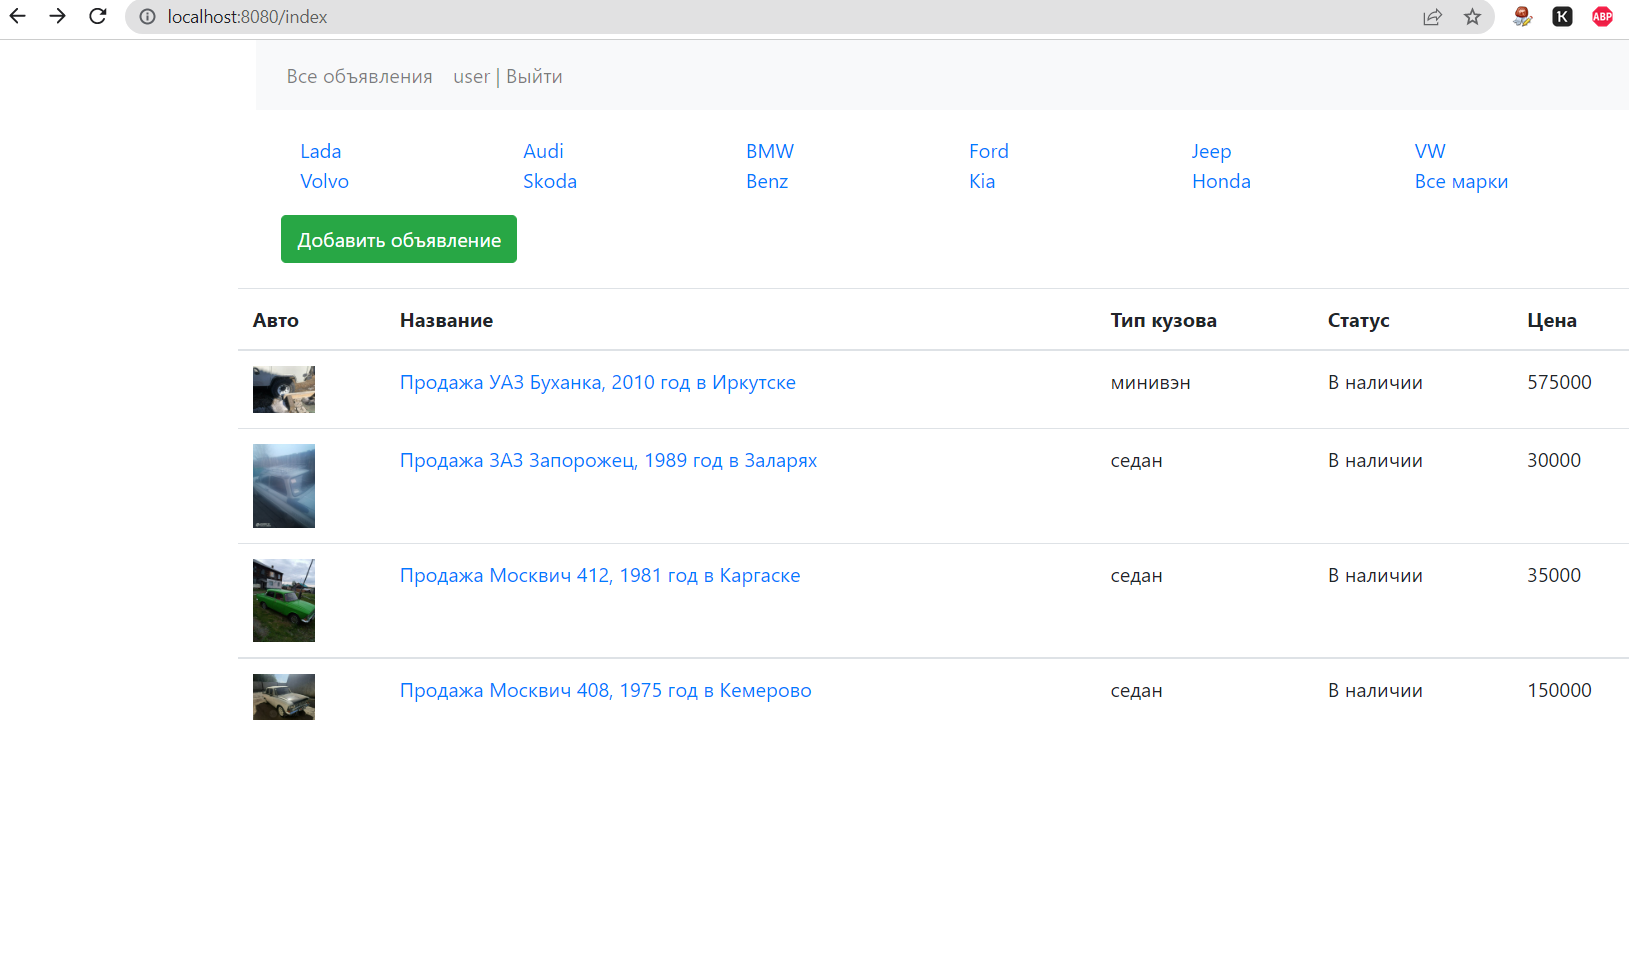 localhost:8080/index
K
ABP
Все объявления user | Выйти
Lada Audi BMW Ford Jeep VW
Volvo Skoda Benz Kia Honda Все марки
Добавить объявление
Авто Название Тип кузова Статус Цена
Продажа УАЗ Буханка, 2010 год в Иркутске минивэн В наличии 575000
Продажа ЗАЗ Запорожец, 1989 год в Заларях седан В наличии 30000
Продажа Москвич 412, 1981 год в Каргаске седан В наличии 35000
Продажа Москвич 408, 1975 год в Кемерово седан В наличии 150000